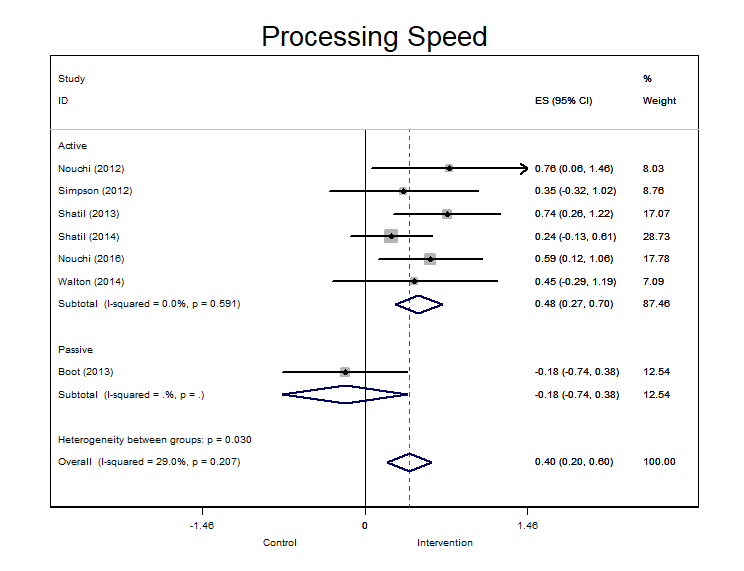 Processing Speed
Study %
ID ES (95% CI) Weight
Active
Nouchi (2012) 0.76 (0.06, 1.46) 8.03
Simpson (2012) 0.35 (-0.32, 1.02) 8.76
Shatil (2013) 0.74 (0.26, 1.22) 17.07
Shatil (2014) 0.24 (-0.13, 0.61) 28.73
Nouchi (2016) 0.59 (0.12, 1.06) 17.78
Walton (2014) 0.45 (-0.29, 1.19) 7.09
Subtotal (I-squared = 0.0%, p = 0.591) 0.48 (0.27, 0.70) 87.46
Passive
Boot (2013) -0.18 (-0.74, 0.38) 12.54
Subtotal (I-squared = .%, p = .) -0.18 (-0.74, 0.38) 12.54
Heterogeneity between groups: p = 0.030
Overall (I-squared = 29.0%, p = 0.207) 0.40 (0.20, 0.60) 100.00
-1.46 0 1.46
Control Intervention